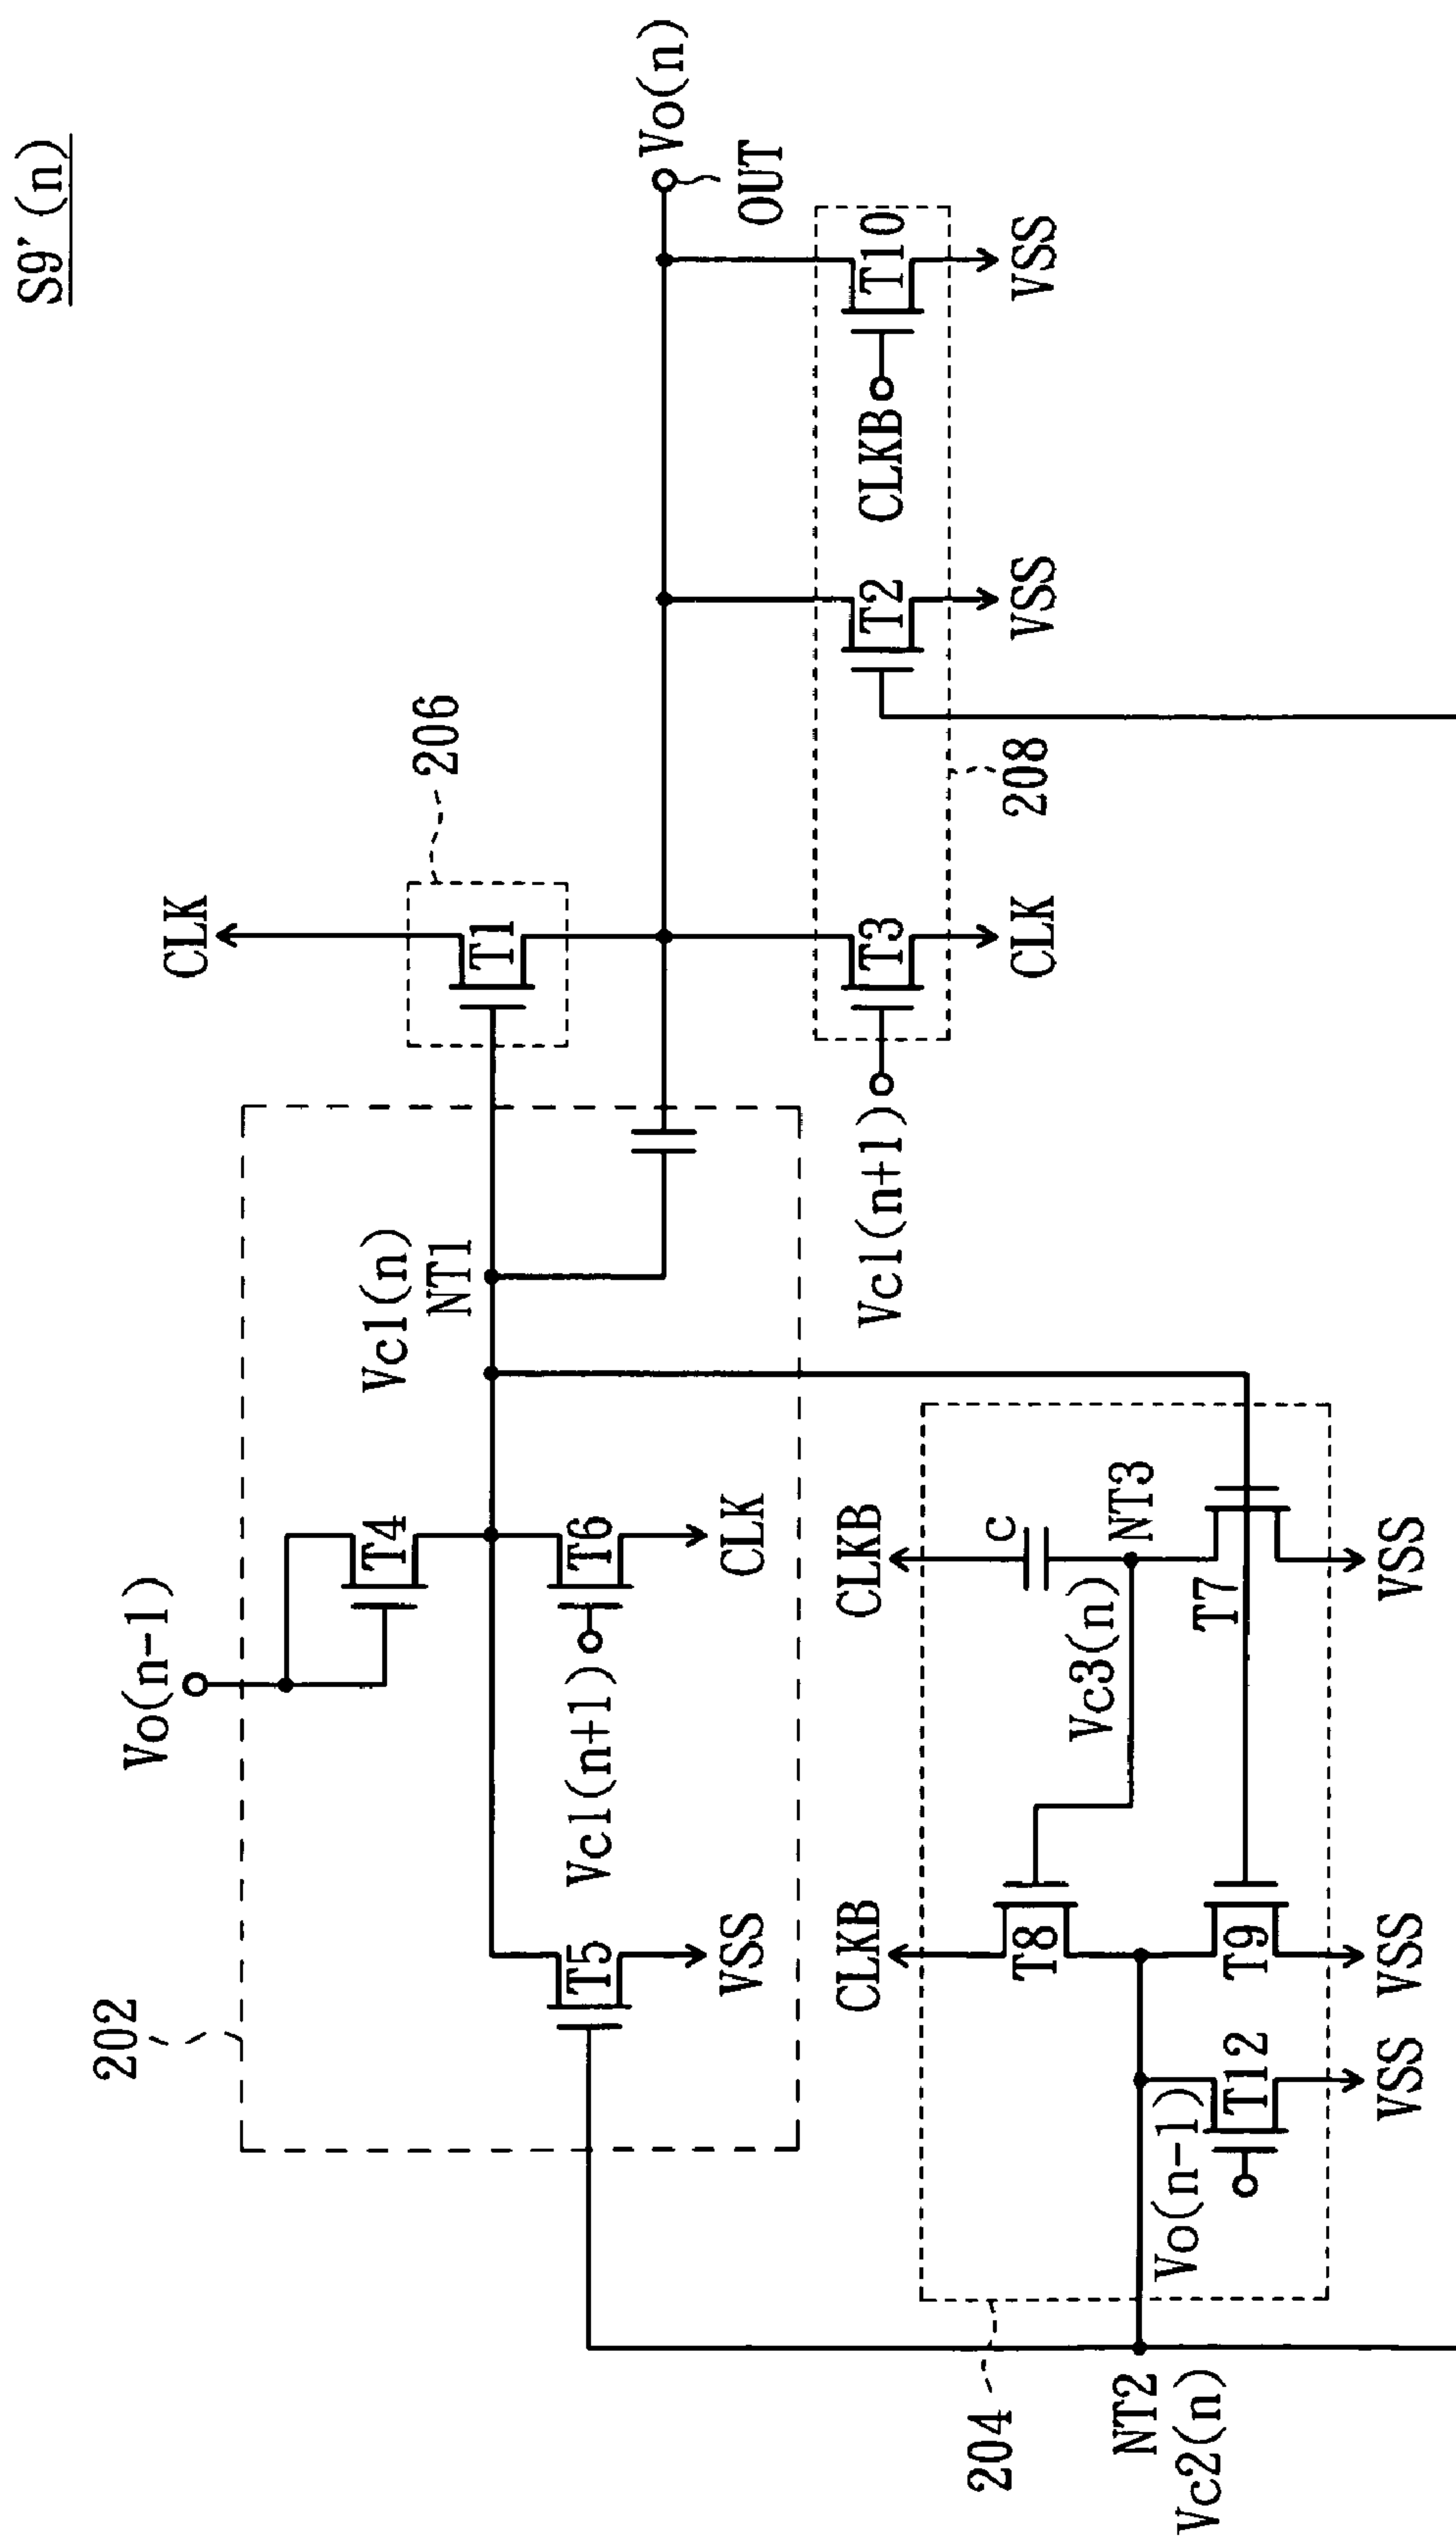 S9'(n)
Vo(n)
OUT
206
CLK
T1
T10
VSS
CLKB
T2
VSS
208
T3
CLK
Vc1(n+1)
Vc1(n)
NT1
202
Vo(n-1)
T4
T6
CLK
Vc1(n+1)
T5
VSS
204
CLKB
C
NT3
Vc3(n)
T7
VSS
CLKB
T8
T9
VSS
T12
VSS
Vo(n-1)
NT2
Vc2(n)